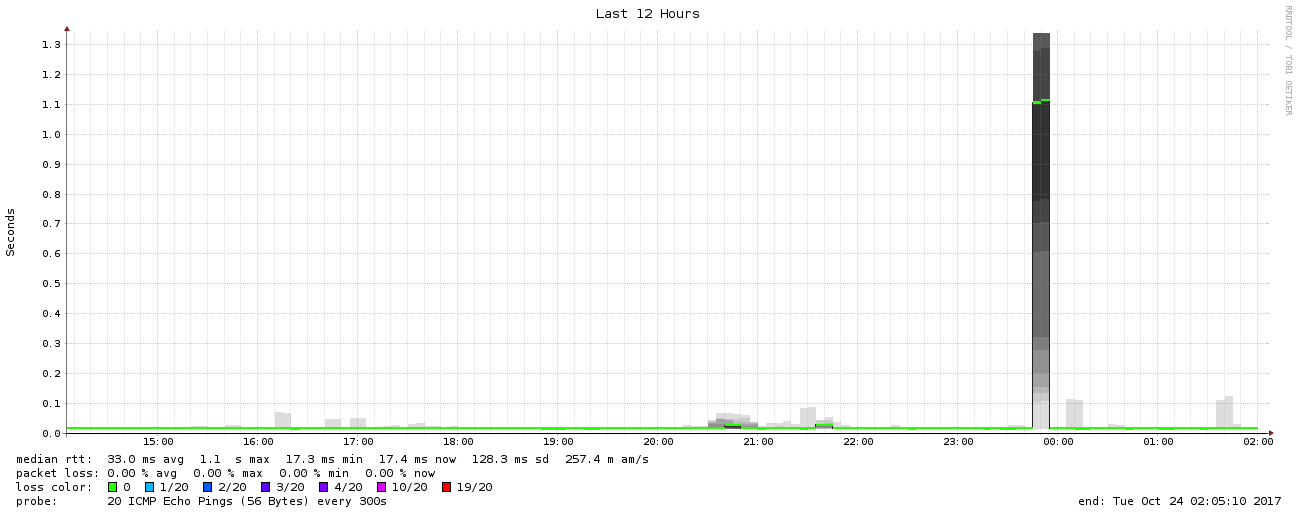 Last 12 Hours
RRDTOOL / TOBI OETIKER
Seconds
1.3
1.2
1.1
1.0
0.9
0.8
0.7
0.6
0.5
0.4
0.3
0.2
0.1
0.0
15:00 16:00 17:00 18:00 19:00 20:00 21:00 22:00 23:00 00:00 01:00 02:00
median rtt: 33.0 ms avg 1.1 s max 17.3 ms min 17.4 ms now 128.3 ms sd 257.4 m am/s
packet loss: 0.00 % avg 0.00 % max 0.00 % min 0.00 % now
loss color: 0 1/20 2/20 3/20 4/20 10/20 19/20
probe: 20 ICMP Echo Pings (56 Bytes) every 300s
end: Tue Oct 24 02:05:10 2017